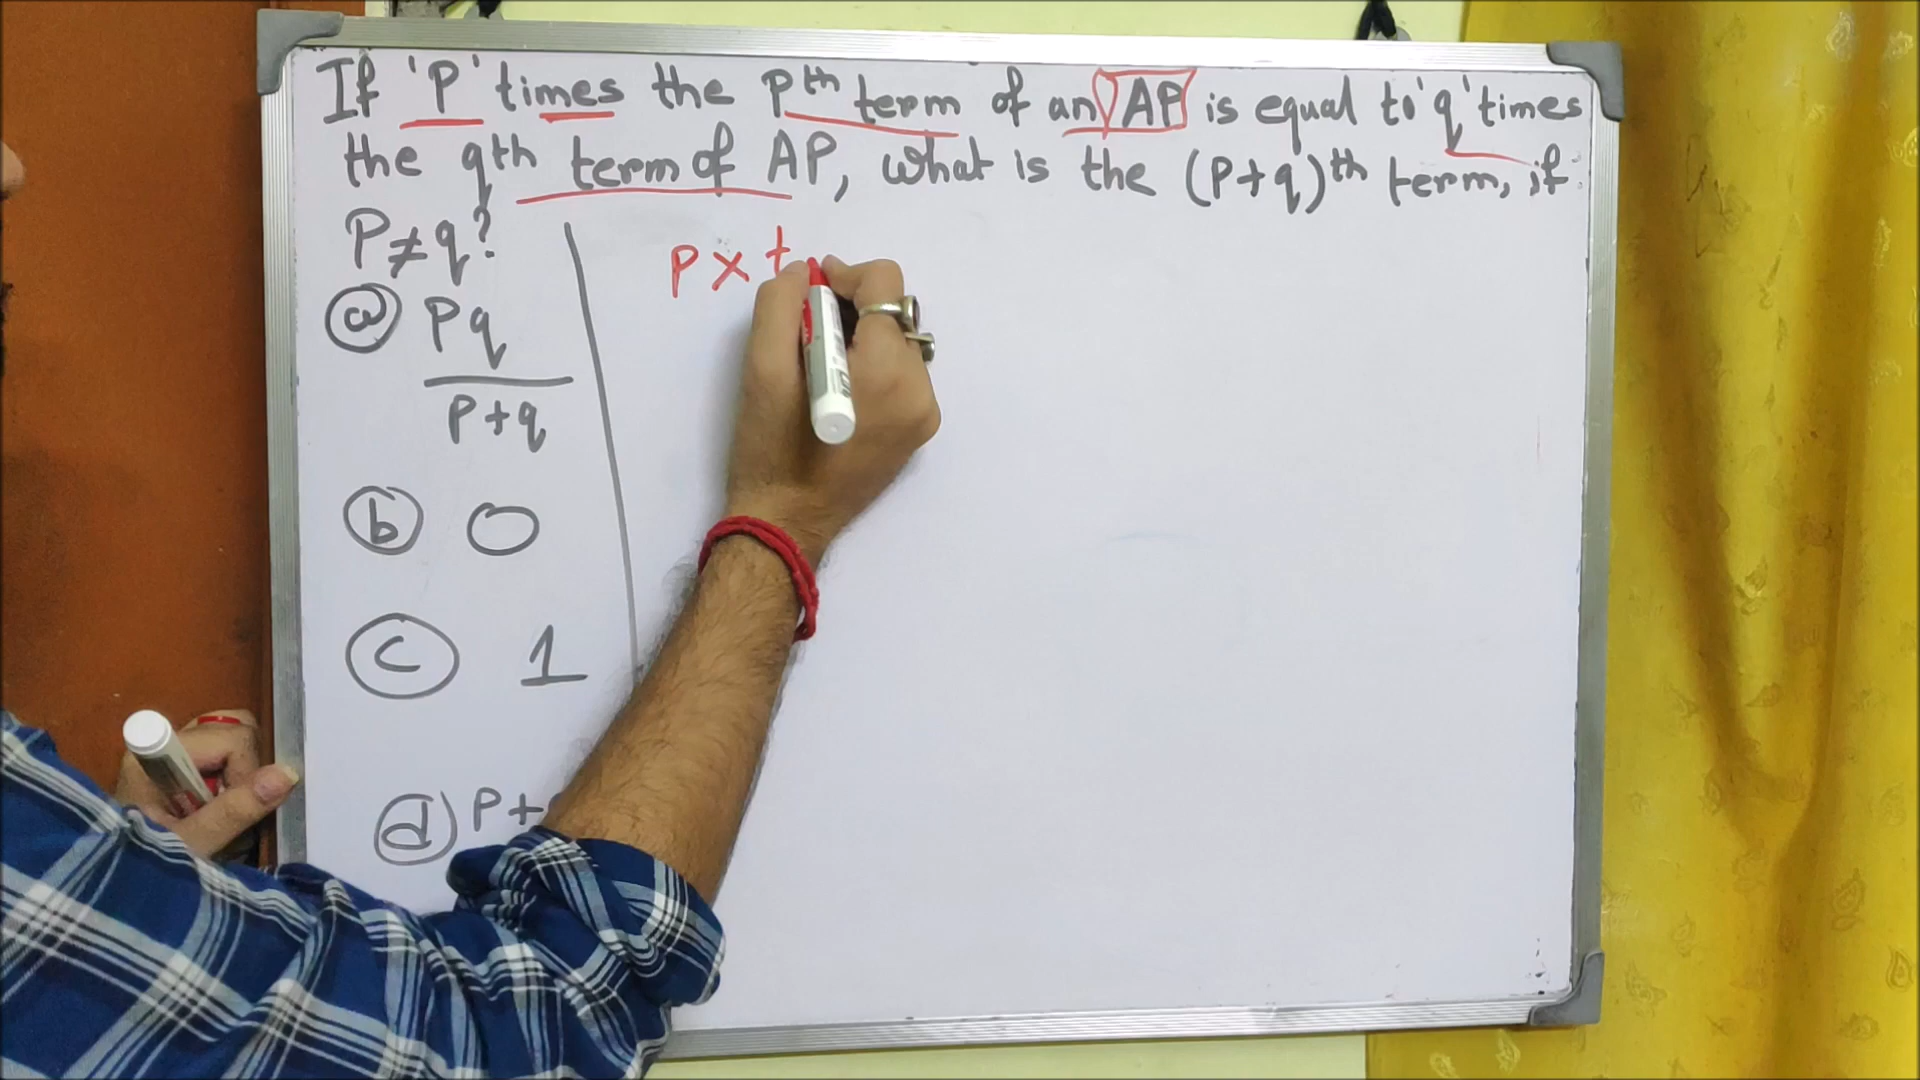 If 'P' times the pth term of an AP is equal to 'q' times
the qth term of AP, what is the (P+q)th term, if
P≠q?
P × t
(a) Pq
P+q
(b) 0
(c) 1
(d) P+